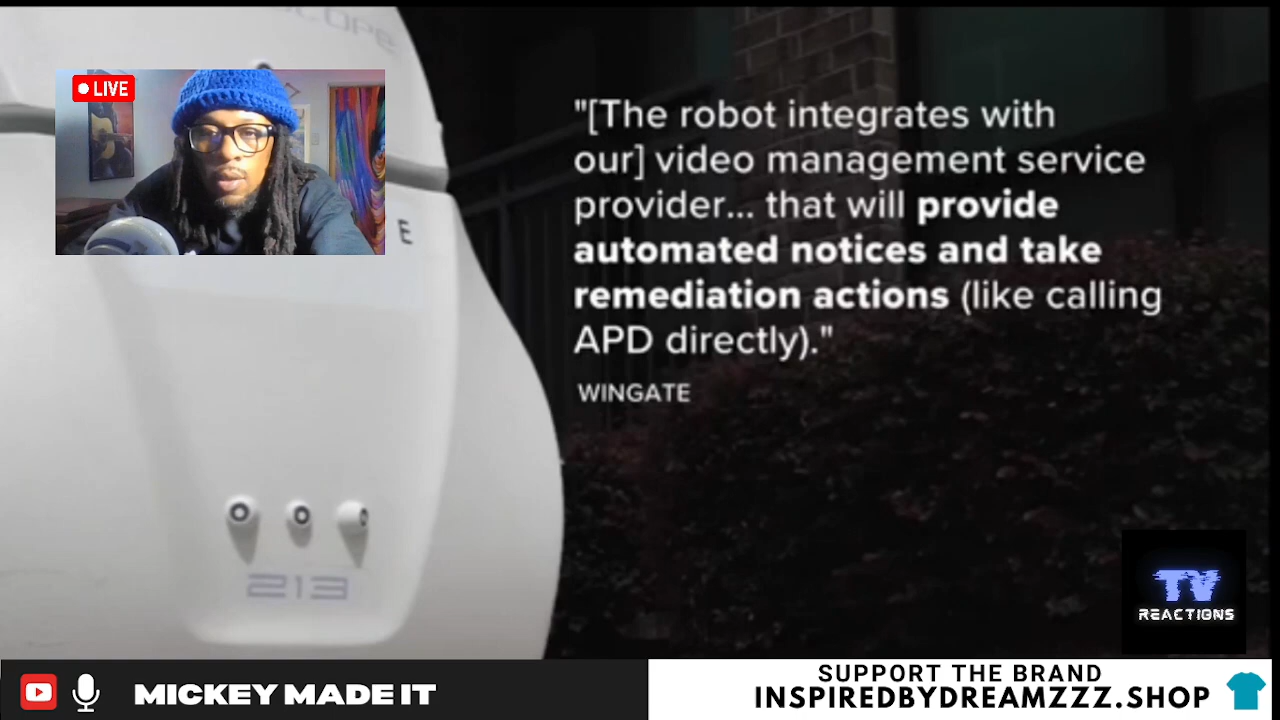 SCOPE
LIVE
E
"[The robot integrates with
our] video management service
provider... that will provide
automated notices and take
remediation actions (like calling
APD directly)."
WINGATE
213
TV
REACTIONS
MICKEY MADE IT
SUPPORT THE BRAND
INSPIREDBYDREAMZZZ.SHOP